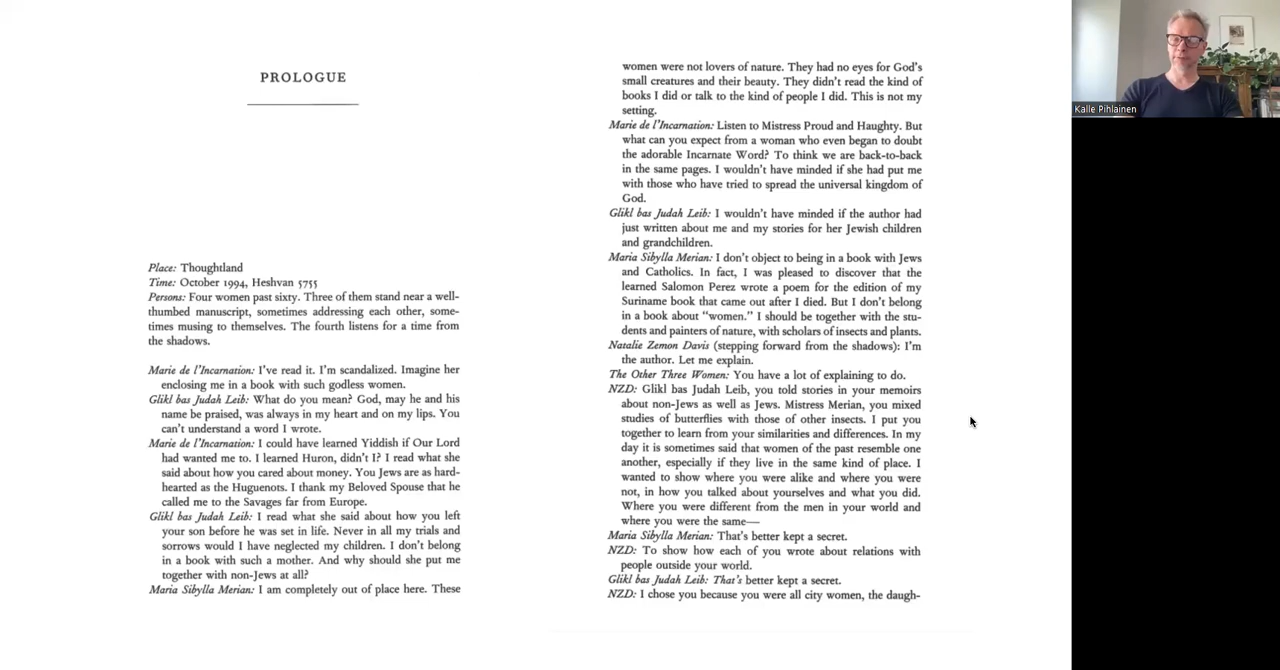 PROLOGUE
Place: Thoughtland
Time: October 1994, Heshvan 5755
Persons: Four women past sixty. Three of them stand near a well-
thumbed manuscript, sometimes addressing each other, some-
times musing to themselves. The fourth listens for a time from
the shadows.
Marie de l'Incarnation: I've read it. I'm scandalized. Imagine her
enclosing me in a book with such godless women.
Glikl bas Judah Leib: What do you mean? God, may he and his
name be praised, was always in my heart and on my lips. You
can't understand a word I wrote.
Marie de l'Incarnation: I could have learned Yiddish if Our Lord
had wanted me to. I learned Huron, didn't I? I read what she
said about how you cared about money. You Jews are as hard-
hearted as the Huguenots. I thank my Beloved Spouse that he
called me to the Savages far from Europe.
Glikl bas Judah Leib: I read what she said about how you left
your son before he was set in life. Never in all my trials and
sorrows would I have neglected my children. I don't belong
in a book with such a mother. And why should she put me
together with non-Jews at all?
Maria Sibylla Merian: I am completely out of place here. These
women were not lovers of nature. They had no eyes for God's
small creatures and their beauty. They didn't read the kind of
books I did or talk to the kind of people I did. This is not my
setting.
Marie de l'Incarnation: Listen to Mistress Proud and Haughty. But
what can you expect from a woman who even began to doubt
the adorable Incarnate Word? To think we are back-to-back
in the same pages. I wouldn't have minded if she had put me
with those who have tried to spread the universal kingdom of
God.
Glikl bas Judah Leib: I wouldn't have minded if the author had
just written about me and my stories for her Jewish children
and grandchildren.
Maria Sibylla Merian: I don't object to being in a book with Jews
and Catholics. In fact, I was pleased to discover that the
learned Salomon Perez wrote a poem for the edition of my
Suriname book that came out after I died. But I don't belong
in a book about "women." I should be together with the stu-
dents and painters of nature, with scholars of insects and plants.
Natalie Zemon Davis (stepping forward from the shadows): I'm
the author. Let me explain.
The Other Three Women: You have a lot of explaining to do.
NZD: Glikl bas Judah Leib, you told stories in your memoirs
about non-Jews as well as Jews. Mistress Merian, you mixed
studies of butterflies with those of other insects. I put you
together to learn from your similarities and differences. In my
day it is sometimes said that women of the past resemble one
another, especially if they live in the same kind of place. I
wanted to show where you were alike and where you were
not, in how you talked about yourselves and what you did.
Where you were different from the men in your world and
where you were the same—
Maria Sibylla Merian: That's better kept a secret.
NZD: To show how each of you wrote about relations with
people outside your world.
Glikl bas Judah Leib: That's better kept a secret.
NZD: I chose you because you were all city women, the daugh-
Kalle Pihlainen